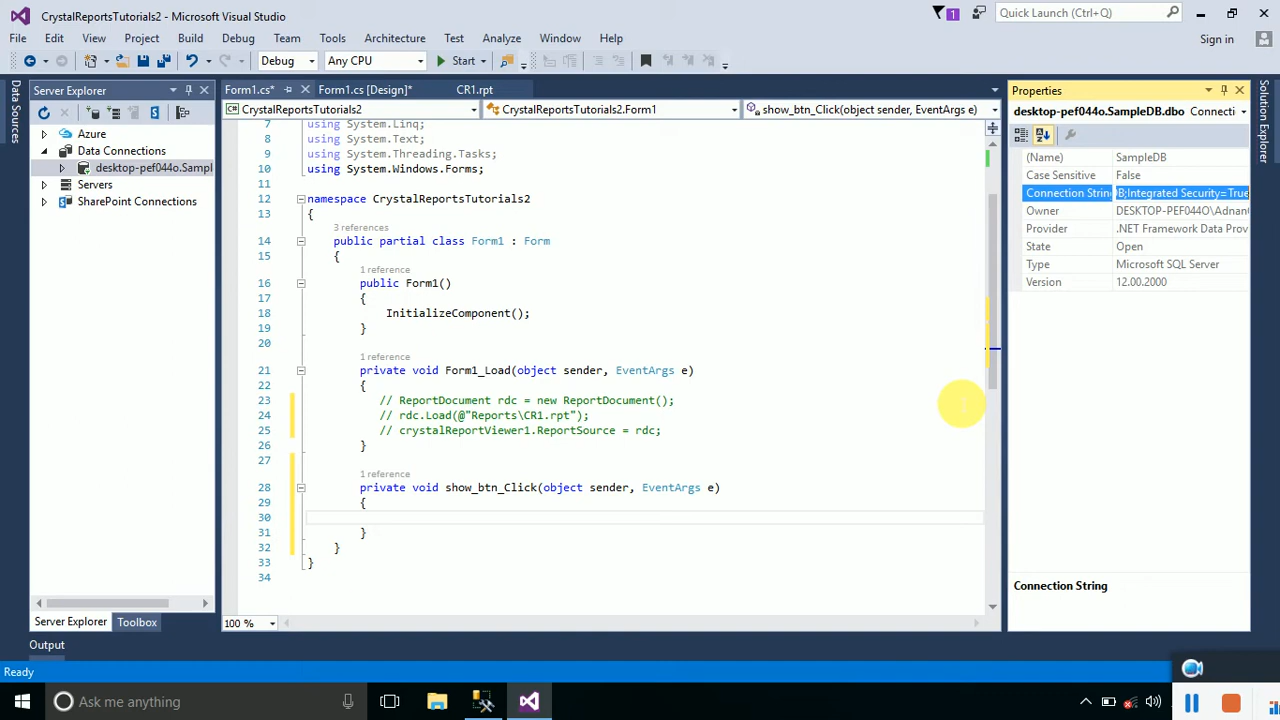 CrystalReportsTutorials2 - Microsoft Visual Studio
1
Quick Launch (Ctrl+Q)
File Edit View Project Build Debug Team Tools Architecture Test Analyze Window Help
Sign in
Debug Any CPU Start
Data Sources
Server Explorer
Azure
Data Connections
desktop-pef044o.Sampl
Servers
SharePoint Connections
Server Explorer Toolbox
Form1.cs* Form1.cs [Design]* CR1.rpt
CrystalReportsTutorials2 CrystalReportsTutorials2.Form1 show_btn_Click(object sender, EventArgs e)
7 using System.Linq;
8 using System.Text;
9 using System.Threading.Tasks;
10 using System.Windows.Forms;
11
12 namespace CrystalReportsTutorials2
13 {
3 references
14 public partial class Form1 : Form
15 {
1 reference
16 public Form1()
17 {
18 InitializeComponent();
19 }
20
1 reference
21 private void Form1_Load(object sender, EventArgs e)
22 {
23 // ReportDocument rdc = new ReportDocument();
24 // rdc.Load(@"Reports\CR1.rpt");
25 // crystalReportViewer1.ReportSource = rdc;
26 }
27
1 reference
28 private void show_btn_Click(object sender, EventArgs e)
29 {
30
31 }
32 }
33 }
34
100 %
Properties
desktop-pef044o.SampleDB.dbo Connecti
(Name) SampleDB
Case Sensitive False
Connection String B;Integrated Security=True
Owner DESKTOP-PEF044O\Adnan
Provider .NET Framework Data Prov
State Open
Type Microsoft SQL Server
Version 12.00.2000
Connection String
Solution Explorer
Output
Ready
Ask me anything